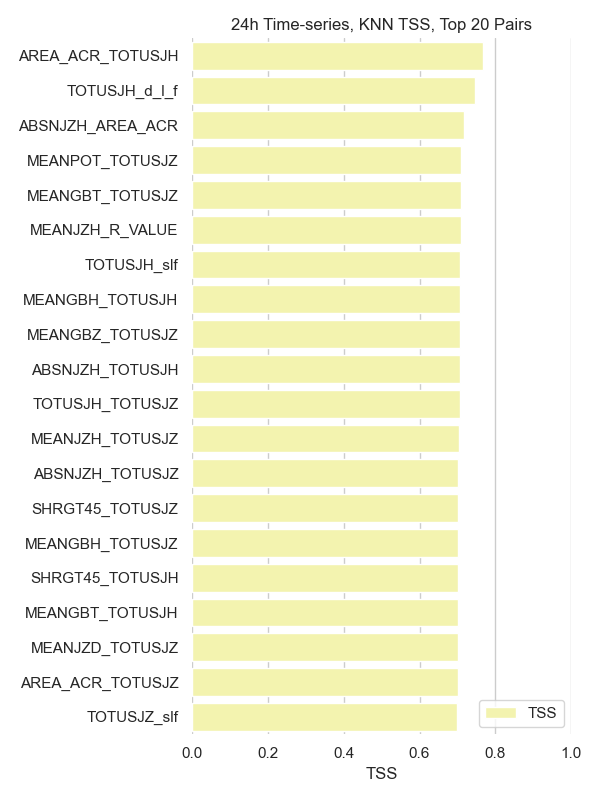 24h Time-series, KNN TSS, Top 20 Pairs
AREA_ACR_TOTUSJH
TOTUSJH_d_l_f
ABSNJZH_AREA_ACR
MEANPOT_TOTUSJZ
MEANGBT_TOTUSJZ
MEANJZH_R_VALUE
TOTUSJH_slf
MEANGBH_TOTUSJH
MEANGBZ_TOTUSJZ
ABSNJZH_TOTUSJH
TOTUSJH_TOTUSJZ
MEANJZH_TOTUSJZ
ABSNJZH_TOTUSJZ
SHRGT45_TOTUSJZ
MEANGBH_TOTUSJZ
SHRGT45_TOTUSJH
MEANGBT_TOTUSJH
MEANJZD_TOTUSJZ
AREA_ACR_TOTUSJZ
TOTUSJZ_slf
TSS
0.0 0.2 0.4 0.6 0.8 1.0
TSS